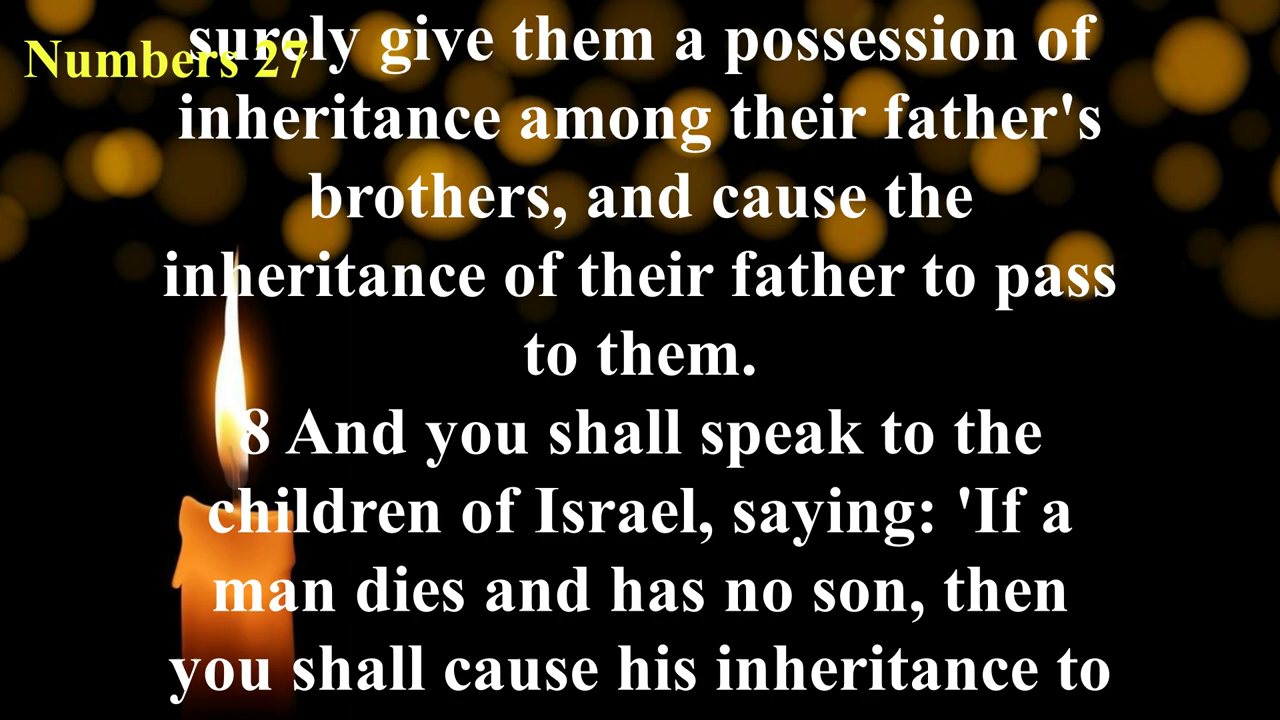 Numbers 27
surely give them a possession of
inheritance among their father's
brothers, and cause the
inheritance of their father to pass
to them.
8 And you shall speak to the
children of Israel, saying: 'If a
man dies and has no son, then
you shall cause his inheritance to